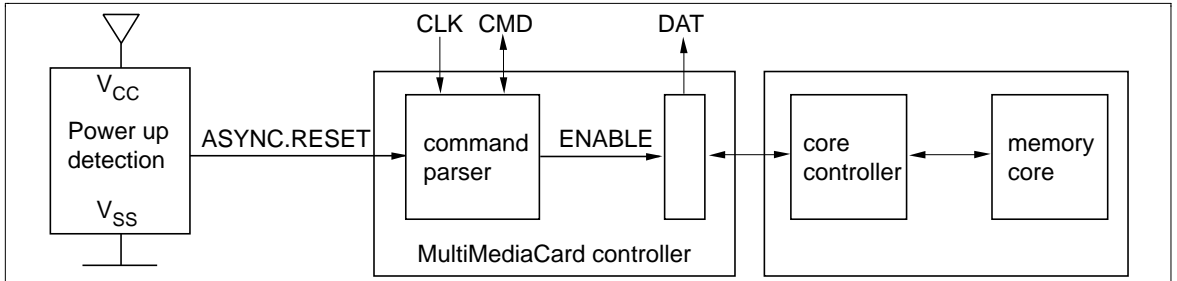 CLK CMD DAT
VCC
Power up
detection
VSS
ASYNC.RESET
command
parser
ENABLE
MultiMediaCard controller
core
controller
memory
core